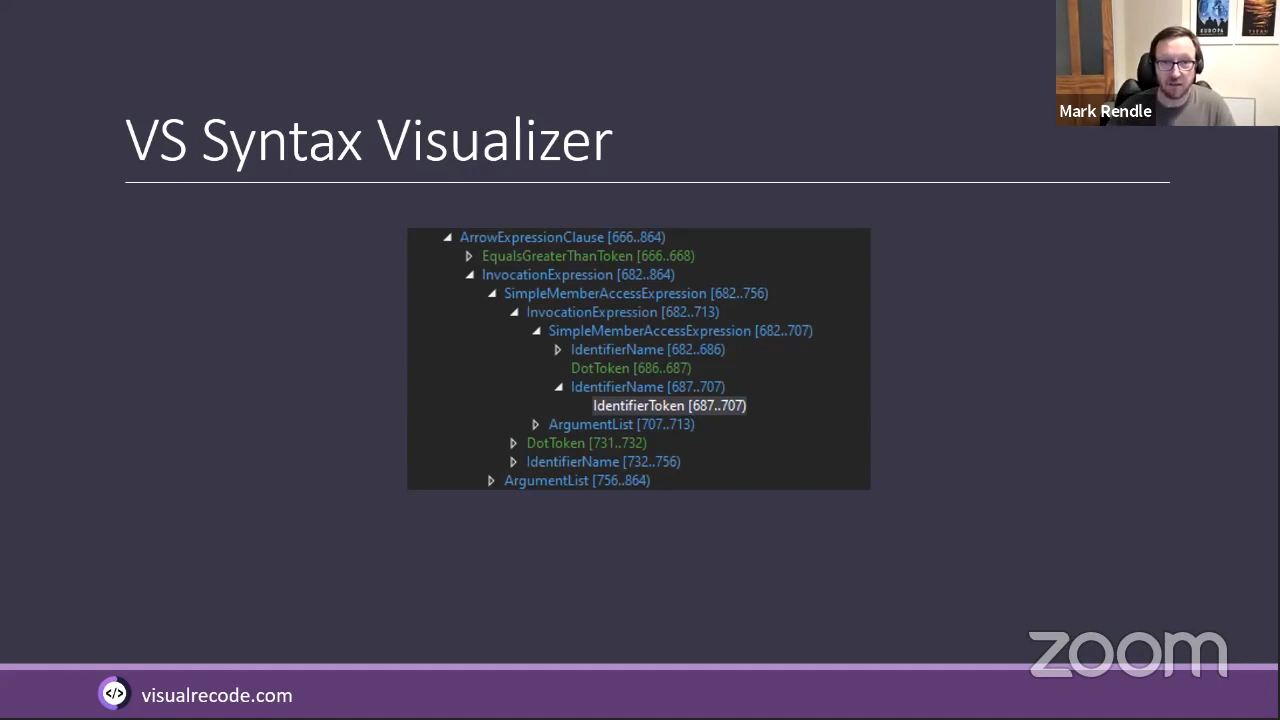 EUROPA
TITAN
Mark Rendle
VS Syntax Visualizer
ArrowExpressionClause [666..864)
EqualsGreaterThanToken [666..668)
InvocationExpression [682..864)
SimpleMemberAccessExpression [682..756)
InvocationExpression [682..713)
SimpleMemberAccessExpression [682..707)
IdentifierName [682..686)
DotToken [686..687)
IdentifierName [687..707)
IdentifierToken [687..707)
ArgumentList [707..713)
DotToken [731..732)
IdentifierName [732..756)
ArgumentList [756..864)
zoom
</> visualrecode.com